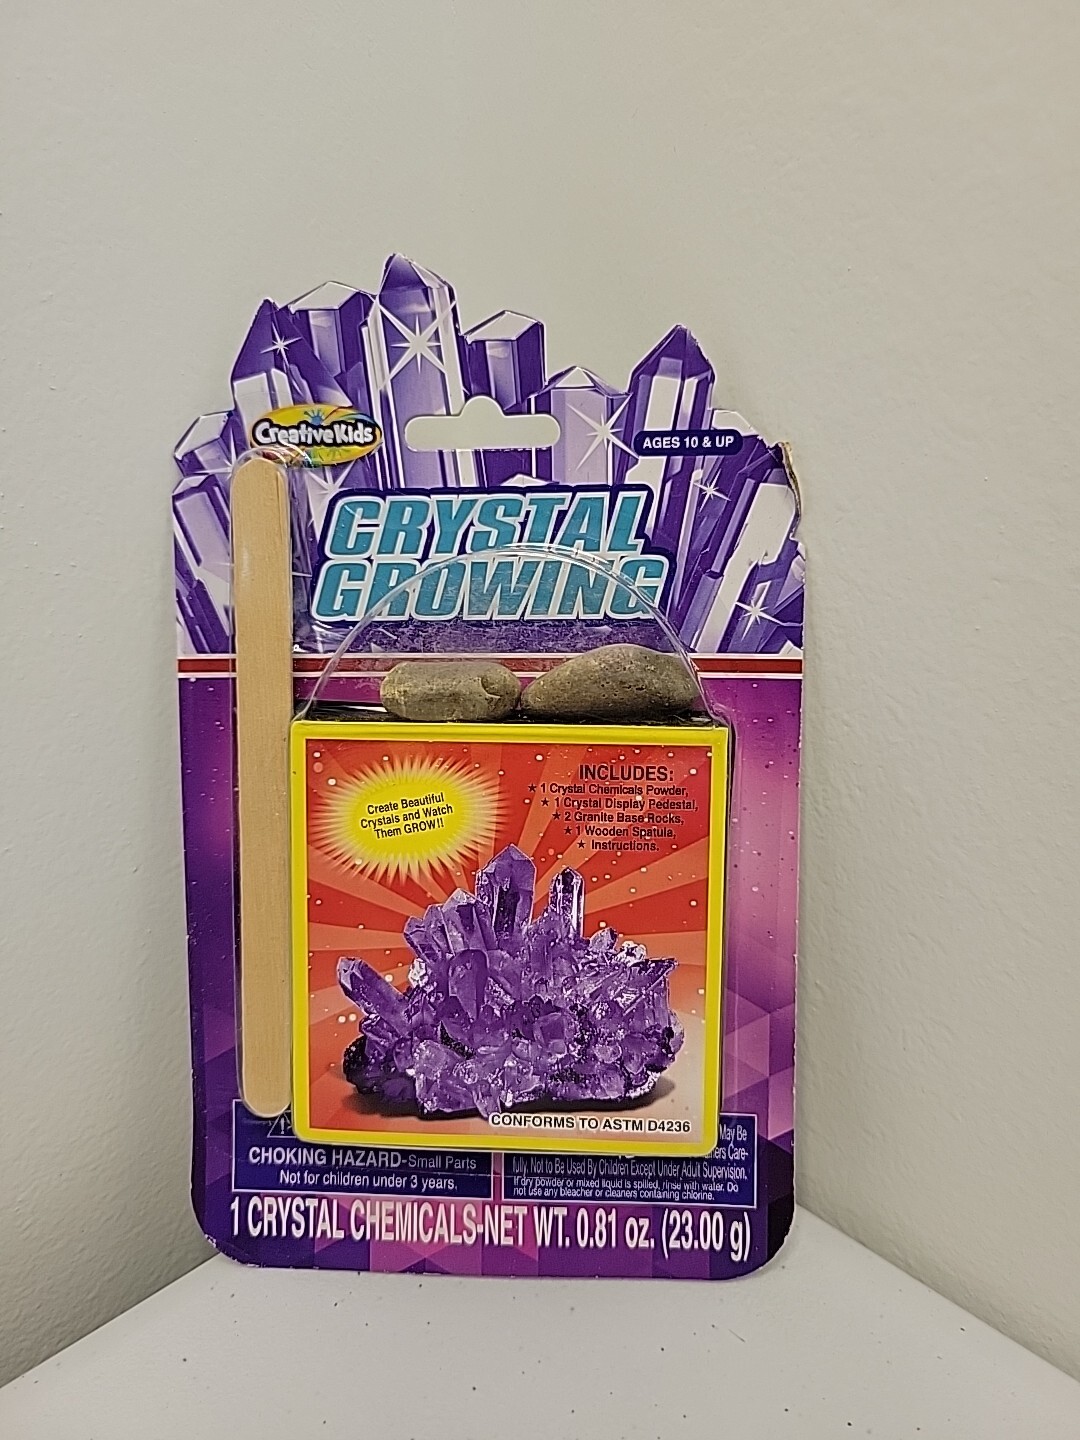 CreativeKids
AGES 10 & UP
CRYSTAL
GROWING
Create Beautiful
Crystals and Watch
Them GROW!!
INCLUDES:
★ 1 Crystal Chemicals Powder,
★ 1 Crystal Display Pedestal,
★ 2 Granite Base Rocks,
★ 1 Wooden Spatula,
★ Instructions.
CONFORMS TO ASTM D4236
CHOKING HAZARD-Small Parts
Not for children under 3 years.
May Be
Care-
fully. Not to Be Used By Children Except Under Adult Supervision.
If dry powder or mixed liquid is spilled, rinse with water. Do
not use any bleacher or cleaners containing chlorine.
1 CRYSTAL CHEMICALS-NET WT. 0.81 oz. (23.00 g)